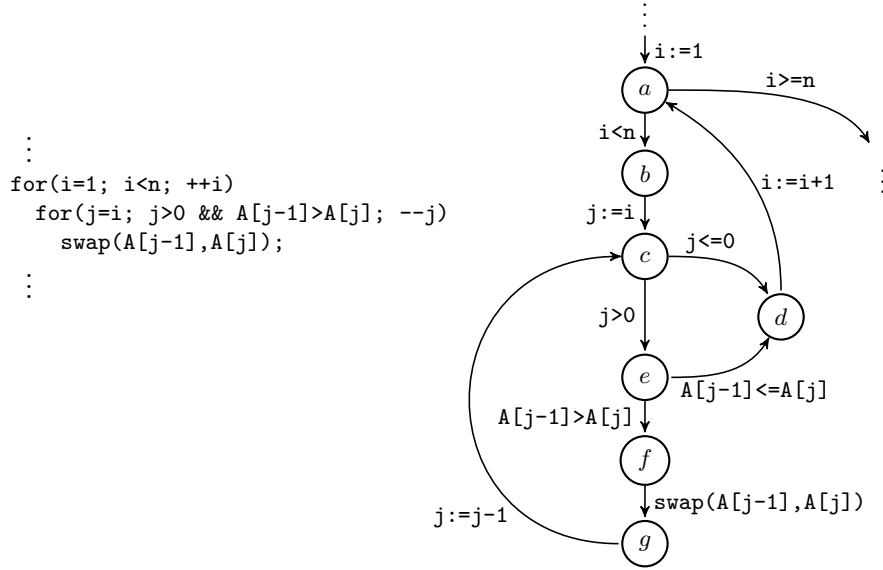 ⋮
for(i=1; i<n; ++i)
for(j=i; j>0 && A[j-1]>A[j]; --j)
swap(A[j-1],A[j]);
⋮
⋮
i:=1
a
i>=n
i<n
⋮
b
i:=i+1
j:=i
c
j<=0
j>0
d
e
A[j-1]<=A[j]
A[j-1]>A[j]
f
swap(A[j-1],A[j])
j:=j-1
g